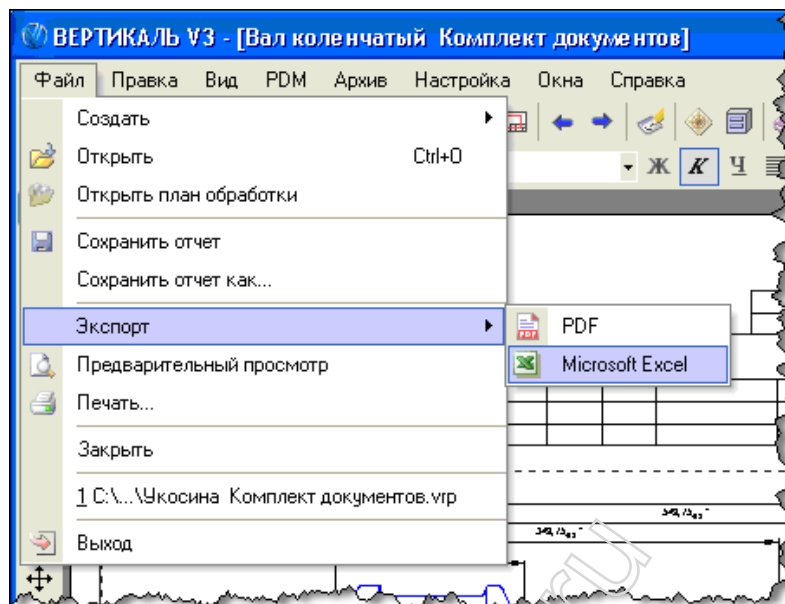 ВЕРТИКАЛЬ V3 - [Вал коленчатый Комплект документов]
Файл Правка Вид PDM Архив Настройка Окна Справка
Создать
Открыть Ctrl+O
Ж К Ч
Открыть план обработки
Сохранить отчет
Сохранить отчет как...
Экспорт
PDF
Предварительный просмотр
Microsoft Excel
Печать...
Закрыть
1 C:\...\Укосина Комплект документов.vrp
Выход